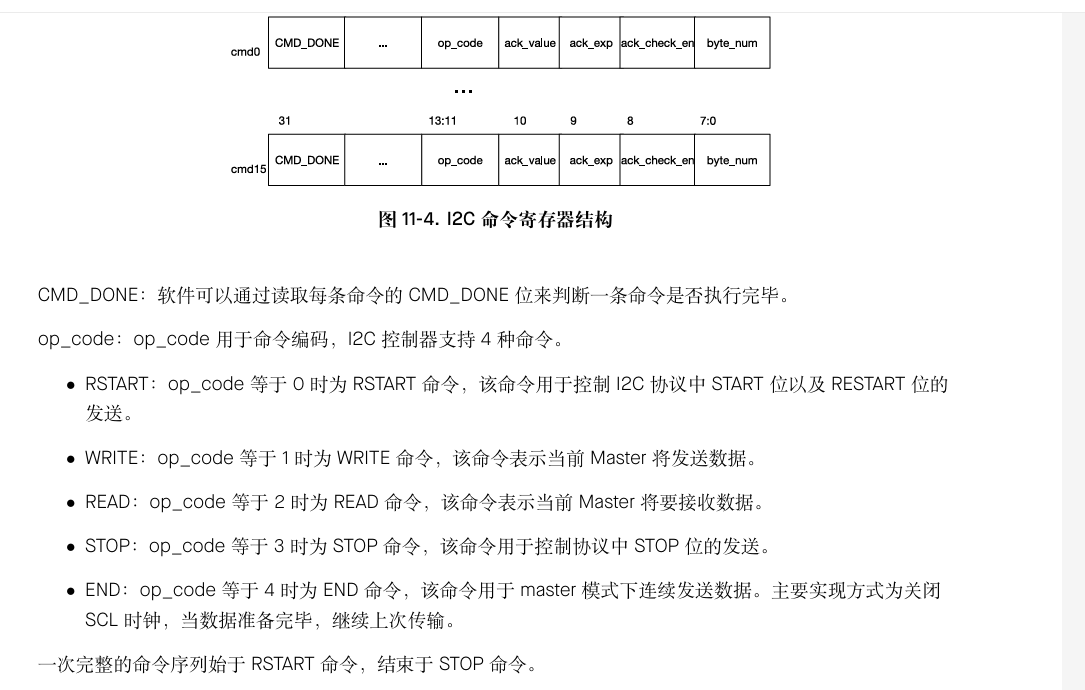 cmd0 CMD_DONE ... op_code ack_value ack_exp ack_check_en byte_num
...
31 13:11 10 9 8 7:0
cmd15 CMD_DONE ... op_code ack_value ack_exp ack_check_en byte_num
图 11-4. I2C 命令寄存器结构
CMD_DONE：软件可以通过读取每条命令的 CMD_DONE 位来判断一条命令是否执行完毕。
op_code：op_code 用于命令编码，I2C 控制器支持 4 种命令。
● RSTART：op_code 等于 0 时为 RSTART 命令，该命令用于控制 I2C 协议中 START 位以及 RESTART 位的
发送。
● WRITE：op_code 等于 1 时为 WRITE 命令，该命令表示当前 Master 将发送数据。
● READ：op_code 等于 2 时为 READ 命令，该命令表示当前 Master 将要接收数据。
● STOP：op_code 等于 3 时为 STOP 命令，该命令用于控制协议中 STOP 位的发送。
● END：op_code 等于 4 时为 END 命令，该命令用于 master 模式下连续发送数据。主要实现方式为关闭
SCL 时钟，当数据准备完毕，继续上次传输。
一次完整的命令序列始于 RSTART 命令，结束于 STOP 命令。